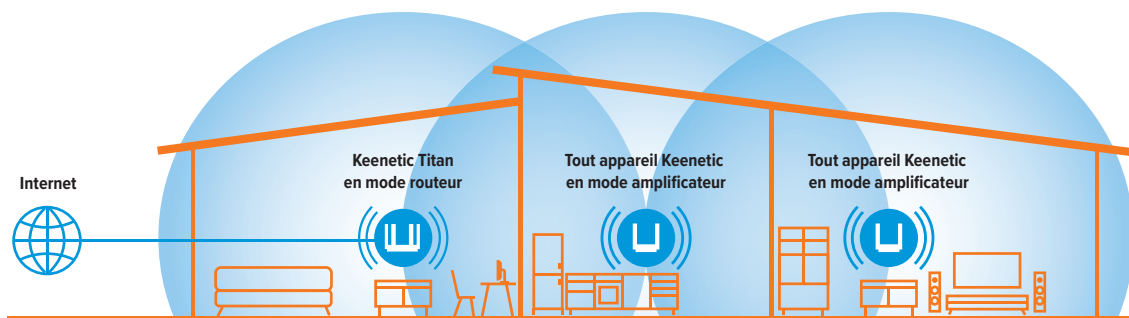 Internet
Keenetic Titan
en mode routeur
Tout appareil Keenetic
en mode amplificateur
Tout appareil Keenetic
en mode amplificateur